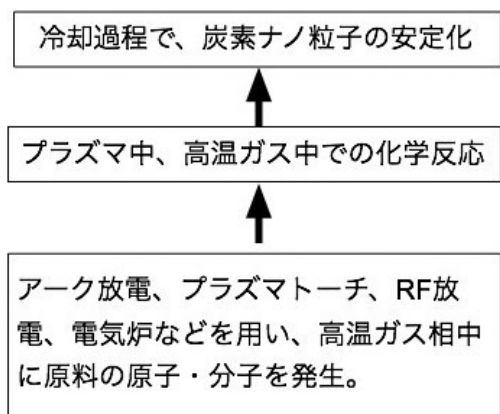 冷却過程で、炭素ナノ粒子の安定化
プラズマ中、高温ガス中での化学反応
アーク放電、プラズマトーチ、RF放
電、電気炉などを用い、高温ガス相中
に原料の原子・分子を発生。